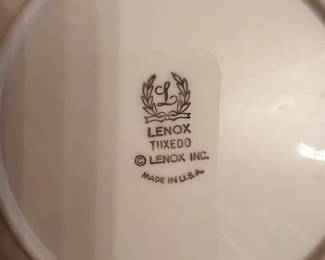 L
LENOX
TUXEDO
© LENOX INC.
MADE IN U.S.A.